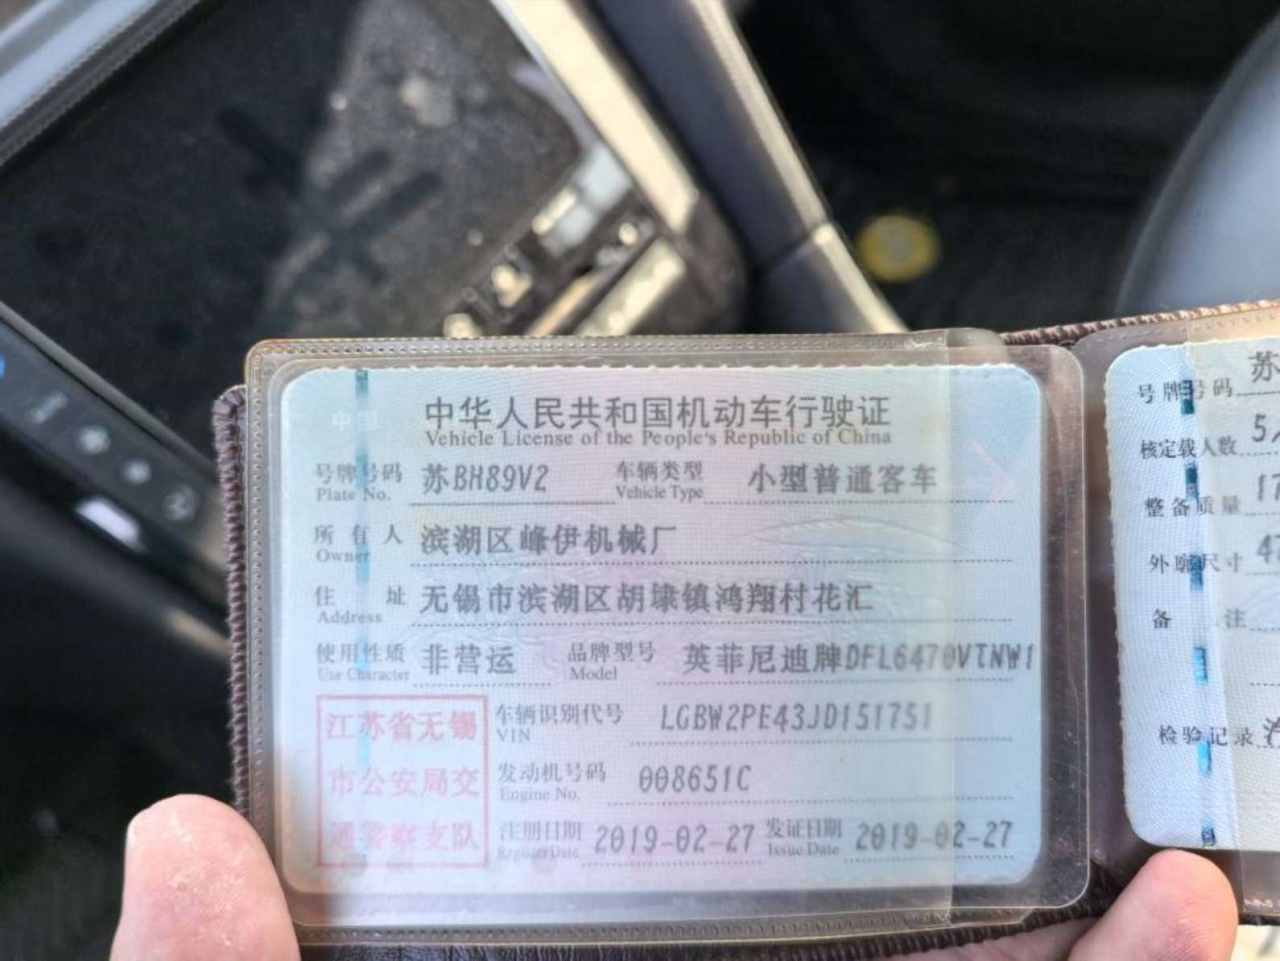 中国
中华人民共和国机动车行驶证
Vehicle License of the People's Republic of China
号牌号码 苏BH89V2 车辆类型 小型普通客车
Plate No. Vehicle Type
所有人 滨湖区峰伊机械厂
Owner
住址 无锡市滨湖区胡埭镇鸿翔村花汇
Address
使用性质 非营运 品牌型号 英菲尼迪牌DFL6470VTNW1
Use Character Model
江苏省无锡
市公安局交
通警察支队
车辆识别代号 LGBW2PE43JD151751
VIN
发动机号码 008651C
Engine No.
注册日期 2019-02-27 发证日期 2019-02-27
Register Date Issue Date
号牌号码 苏
核定载人数 5
整备质量 17
外廓尺寸
备注
检验记录